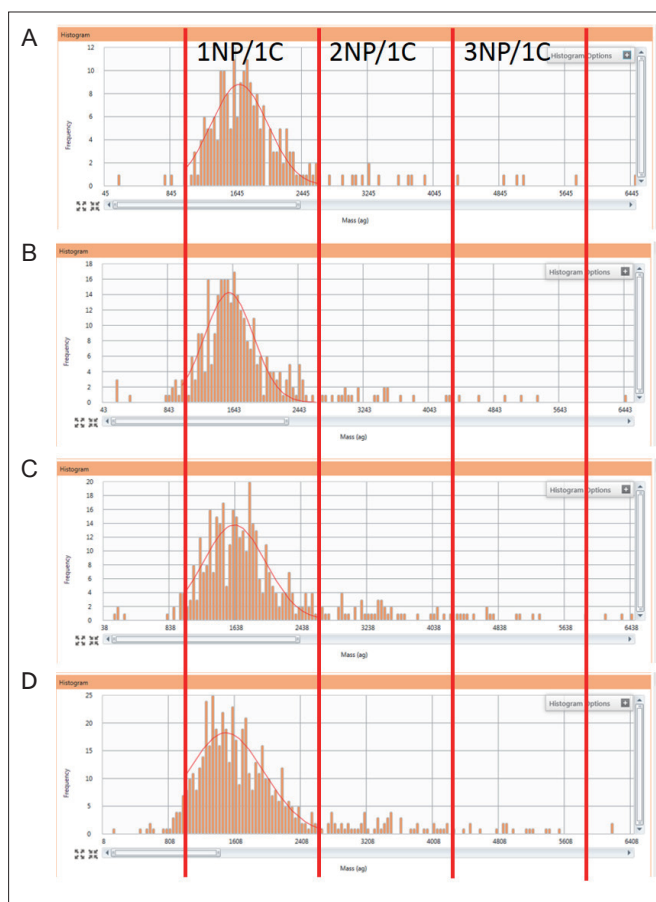 A
Histogram
1NP/1C 2NP/1C 3NP/1C
Histogram Options
12
10
8
6
4
2
0
Frequency
45 845 1645 2445 3245 4045 4845 5645 6445
Mass (ag)
B
Histogram
Histogram Options
18
16
14
12
10
8
6
4
2
0
Frequency
43 843 1643 2443 3243 4043 4843 5643 6443
Mass (ag)
C
Histogram
Histogram Options
20
18
16
14
12
10
8
6
4
2
0
Frequency
38 838 1638 2438 3238 4038 4838 5638 6438
Mass (ag)
D
Histogram
Histogram Options
25
20
15
10
5
0
Frequency
8 808 1608 2408 3208 4008 4808 5608 6408
Mass (ag)